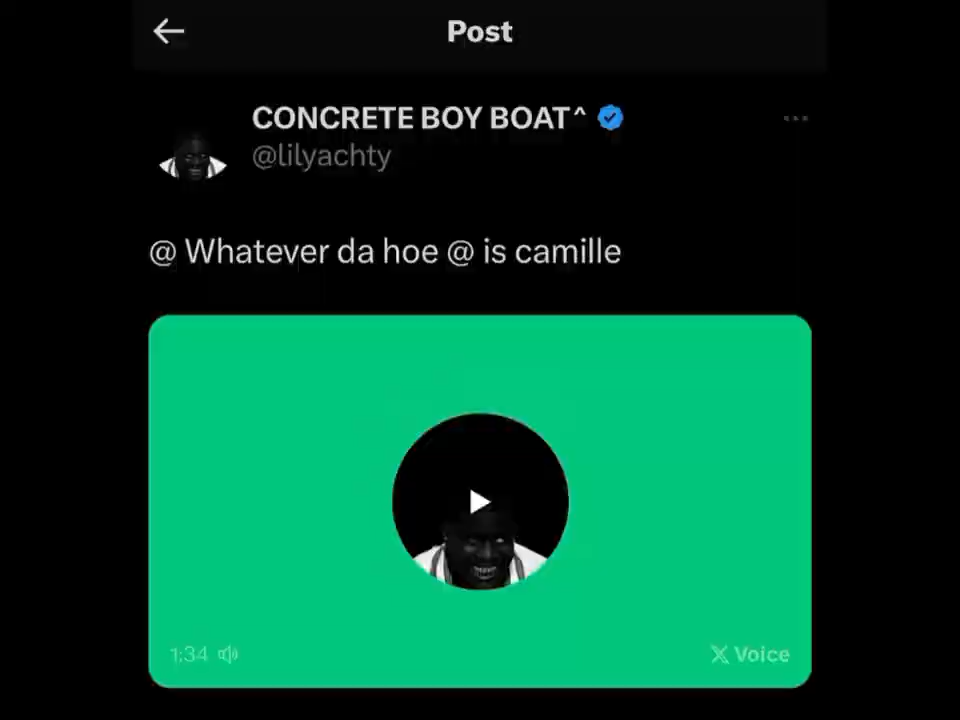 Post
CONCRETE BOY BOAT^
@lilyachty
@ Whatever da hoe @ is camille
1:34
X Voice